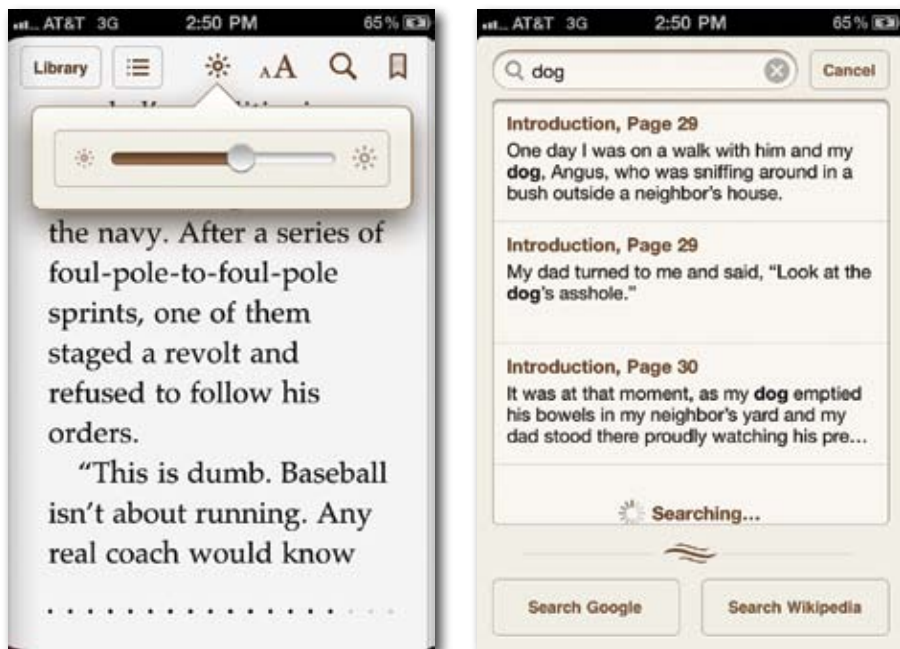 AT&T 3G 2:50 PM 65%
Library AA
the navy. After a series of
foul-pole-to-foul-pole
sprints, one of them
staged a revolt and
refused to follow his
orders.
“This is dumb. Baseball
isn’t about running. Any
real coach would know
AT&T 3G 2:50 PM 65%
dog Cancel
Introduction, Page 29
One day I was on a walk with him and my
dog, Angus, who was sniffing around in a
bush outside a neighbor’s house.
Introduction, Page 29
My dad turned to me and said, “Look at the
dog’s asshole.”
Introduction, Page 30
It was at that moment, as my dog emptied
his bowels in my neighbor’s yard and my
dad stood there proudly watching his pre...
Searching...
Search Google Search Wikipedia